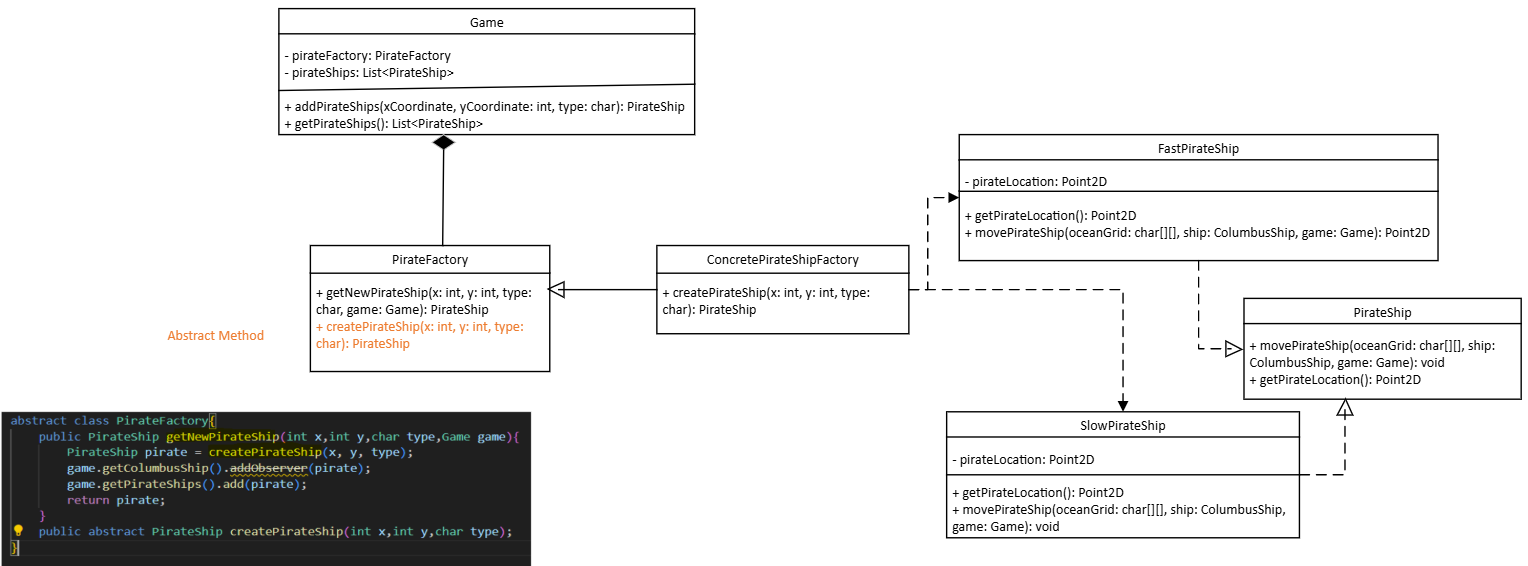 Game
- pirateFactory: PirateFactory
- pirateShips: List<PirateShip>
+ addPirateShips(xCoordinate, yCoordinate: int, type: char): PirateShip
+ getPirateShips(): List<PirateShip>
FastPirateShip
- pirateLocation: Point2D
+ getPirateLocation(): Point2D
+ movePirateShip(oceanGrid: char[][], ship: ColumbusShip, game: Game): Point2D
PirateFactory
+ getNewPirateShip(x: int, y: int, type:
char, game: Game): PirateShip
+ createPirateShip(x: int, y: int, type:
char): PirateShip
ConcretePirateShipFactory
+ createPirateShip(x: int, y: int, type:
char): PirateShip
Abstract Method
PirateShip
+ movePirateShip(oceanGrid: char[][], ship:
ColumbusShip, game: Game): void
+ getPirateLocation(): Point2D
SlowPirateShip
- pirateLocation: Point2D
+ getPirateLocation(): Point2D
+ movePirateShip(oceanGrid: char[][], ship: ColumbusShip,
game: Game): void
abstract class PirateFactory{
public PirateShip getNewPirateShip(int x,int y,char type,Game game){
PirateShip pirate = createPirateShip(x, y, type);
game.getColumbusShip().addObserver(pirate);
game.getPirateShips().add(pirate);
return pirate;
}
public abstract PirateShip createPirateShip(int x,int y,char type);
}